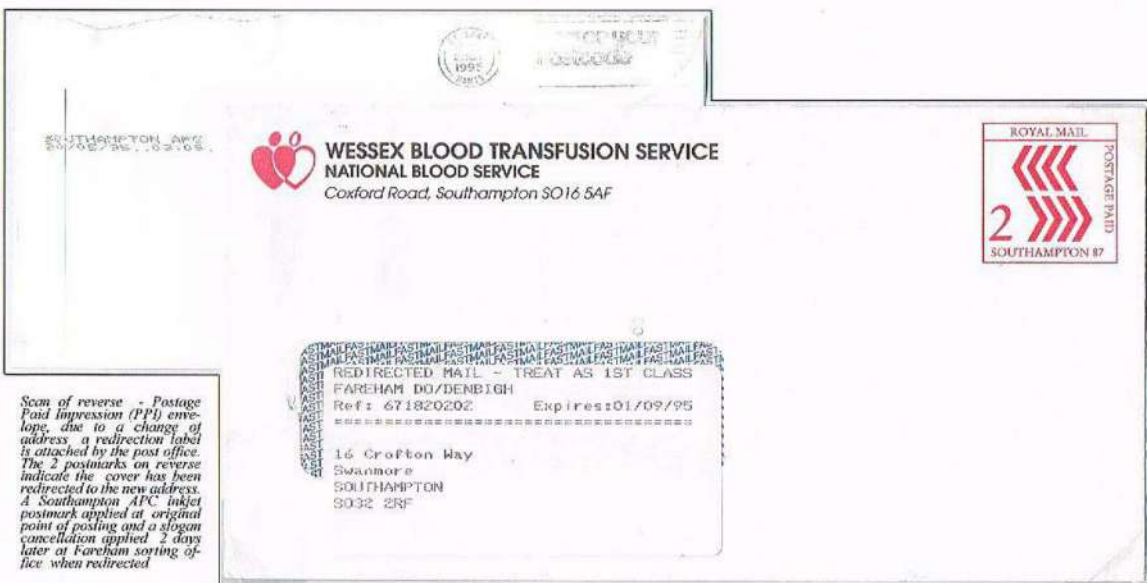 1995
Postcode
SOUTHAMPTON APC
WESSEX BLOOD TRANSFUSION SERVICE
NATIONAL BLOOD SERVICE
Coxford Road, Southampton SO16 5AF
ROYAL MAIL
POSTAGE PAID
2
SOUTHAMPTON 87
REDIRECTED MAIL - TREAT AS 1ST CLASS
FAREHAM DO/DENBIGH
Ref: 671820202 Expires:01/09/95
16 Crofton Way
Swanmore
SOUTHAMPTON
SO32 2RF
Scan of reverse - Postage
Paid Impression (PPI) enve-
lope, due to a change of
address a redirection label
is attached by the post office.
The 2 postmarks on reverse
indicate the cover has been
redirected to the new address.
A Southampton APC inkjet
postmark applied at original
point of posting and a slogan
cancellation applied 2 days
later at Fareham sorting of-
fice when redirected